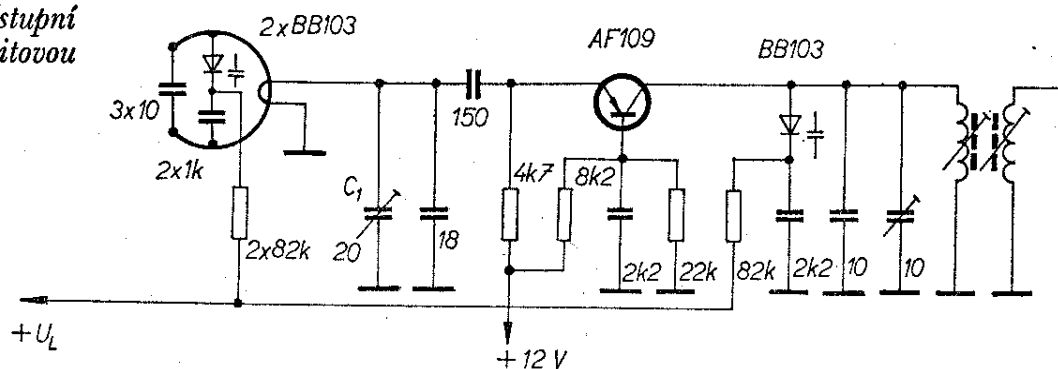 stupní
itovou
2xBB103
AF109
BB103
3x10
150
2x1k
C1
4k7
8k2
2x82k
20
18
2k2
22k
82k
2k2
10
10
+UL
+12 V